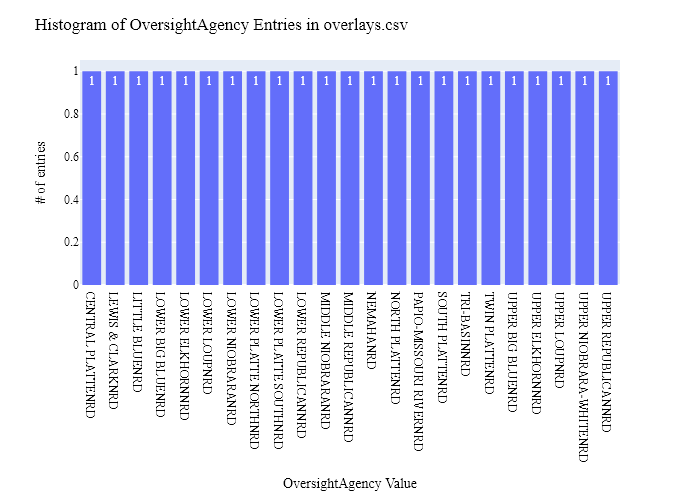 Histogram of OversightAgency Entries in overlays.csv
# of entries
1
0.8
0.6
0.4
0.2
0
1 1 1 1 1 1 1 1 1 1 1 1 1 1 1 1 1 1 1 1 1 1 1
CENTRAL PLATTENRD
LEWIS & CLARKNRD
LITTLE BLUENRD
LOWER BIG BLUENRD
LOWER ELKHORNNRD
LOWER LOUPNRD
LOWER NIOBRARANRD
LOWER PLATTE NORTHNRD
LOWER PLATTE SOUTHNRD
LOWER REPUBLICANNRD
MIDDLE NIOBRARANRD
MIDDLE REPUBLICANNRD
NEMAHANRD
NORTH PLATTENRD
PAPIO-MISSOURI RIVERNRD
SOUTH PLATTENRD
TRI-BASINNRD
TWIN PLATTENRD
UPPER BIG BLUENRD
UPPER ELKHORNNRD
UPPER LOUPNRD
UPPER NIOBRARA-WHITENRD
UPPER REPUBLICANNRD
OversightAgency Value